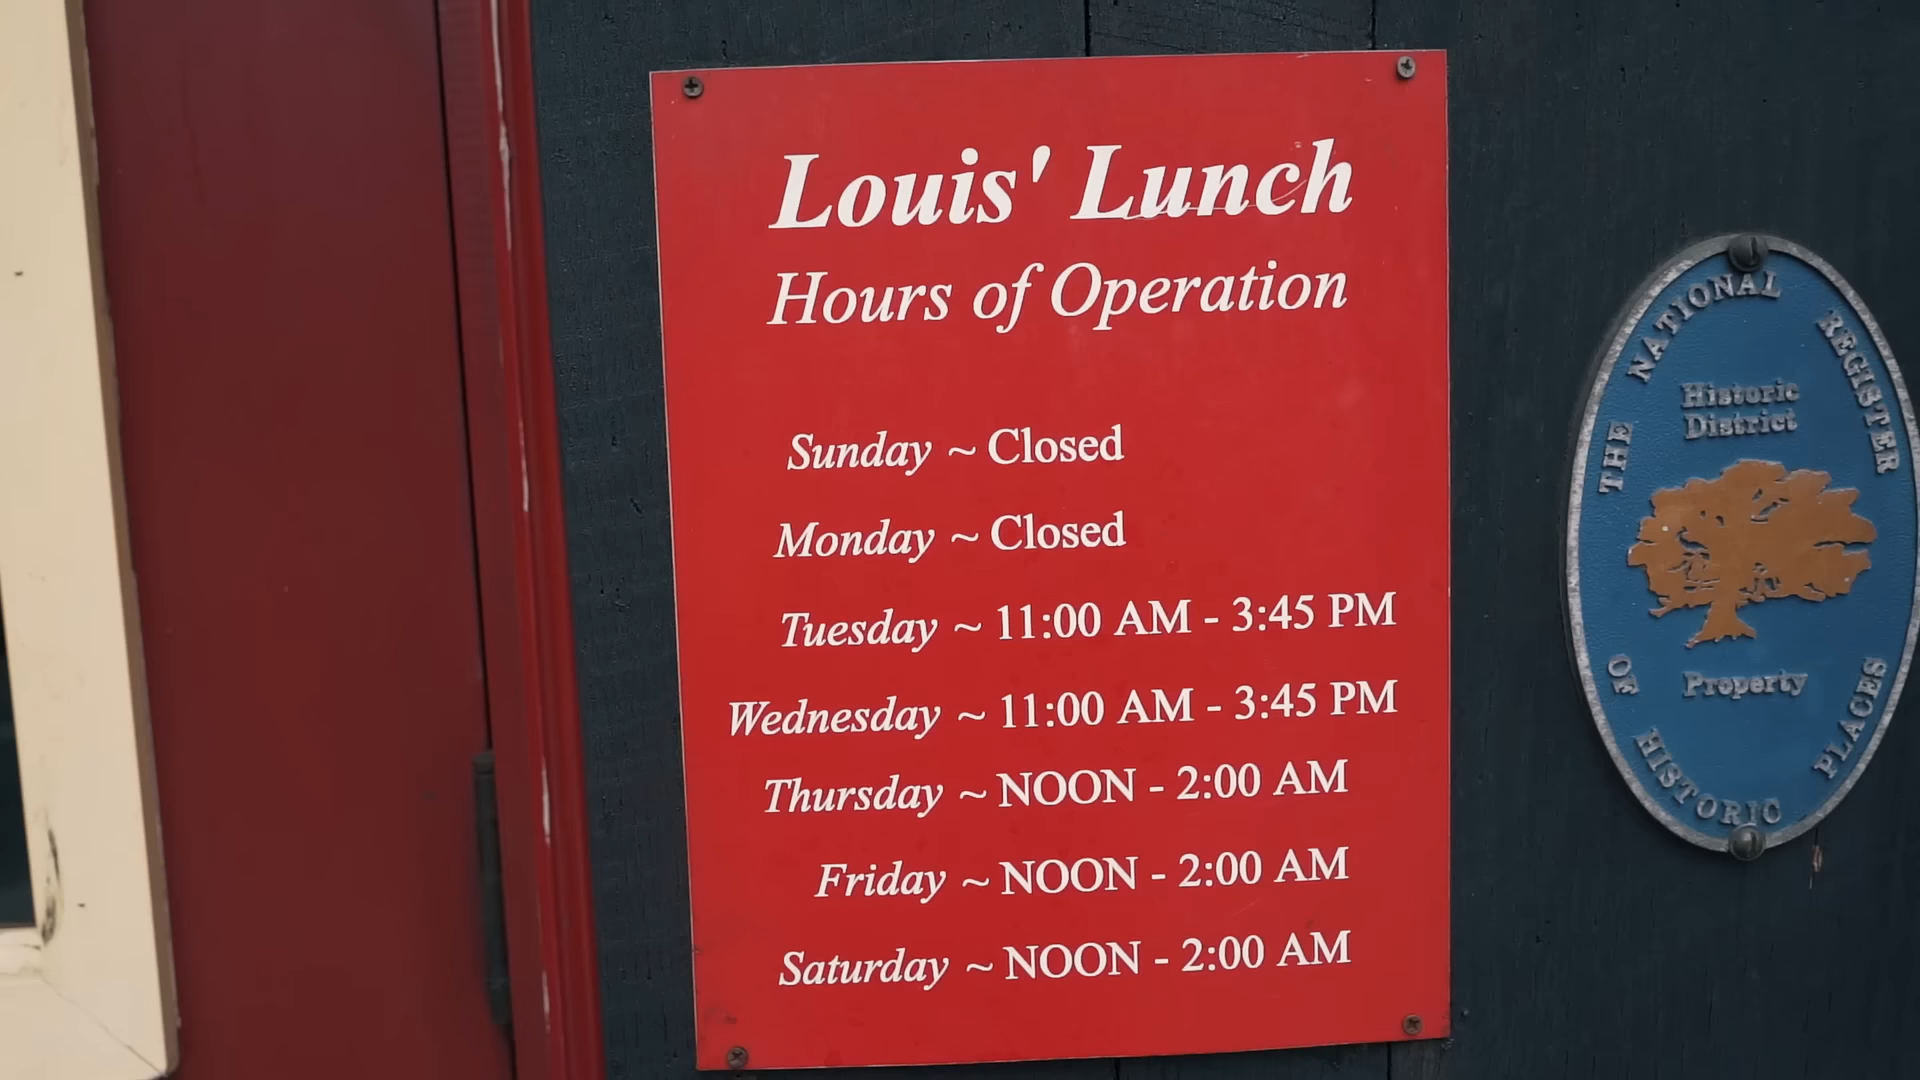 Louis' Lunch
Hours of Operation
Sunday ~ Closed
Monday ~ Closed
Tuesday ~ 11:00 AM - 3:45 PM
Wednesday ~ 11:00 AM - 3:45 PM
Thursday ~ NOON - 2:00 AM
Friday ~ NOON - 2:00 AM
Saturday ~ NOON - 2:00 AM
THE NATIONAL REGISTER
OF HISTORIC PLACES
Historic
District
Property